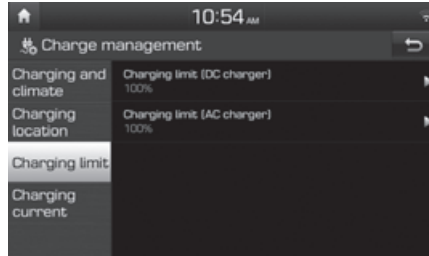 10:54 AM
Charge management
Charging and
climate
Charging limit (DC charger)
100%
Charging
location
Charging limit (AC charger)
100%
Charging limit
Charging
current